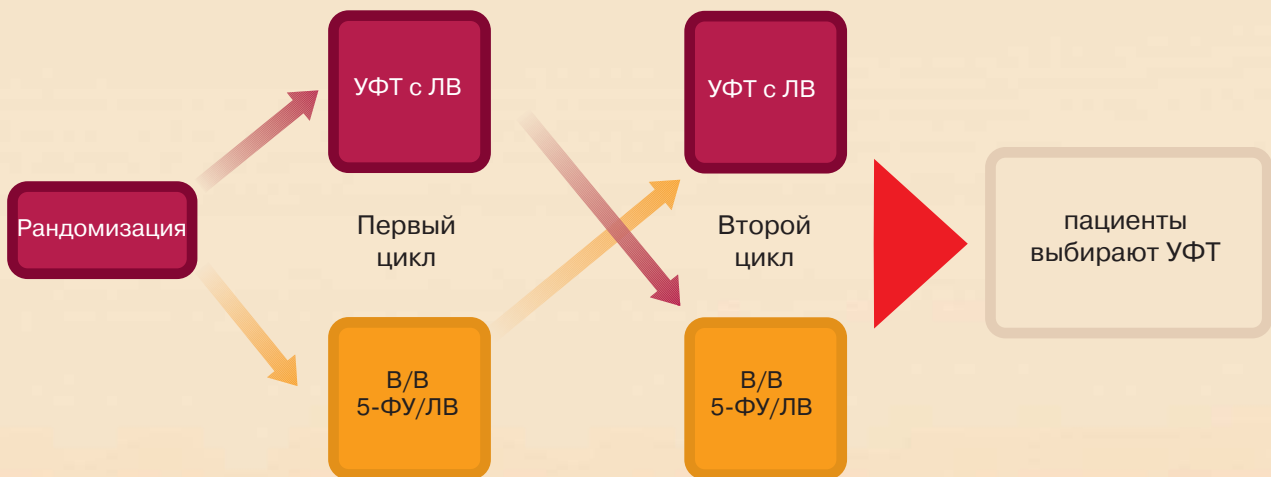 УФТ с ЛВ
УФТ с ЛВ
Рандомизация
Первый
цикл
Второй
цикл
пациенты
выбирают УФТ
В/В
5-ФУ/ЛВ
В/В
5-ФУ/ЛВ